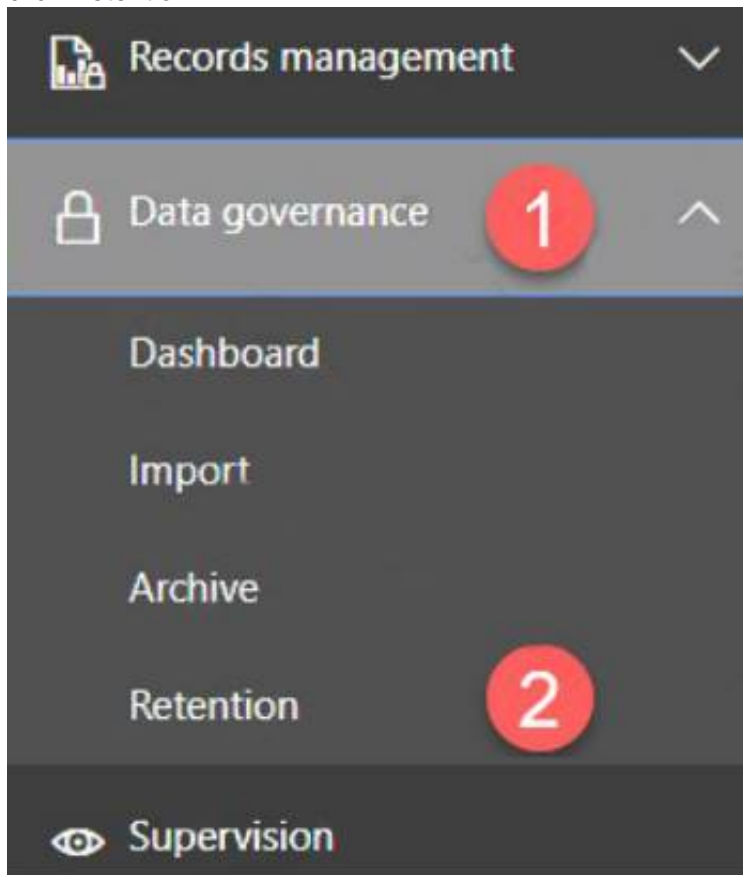 Records management
Data governance 1
Dashboard
Import
Archive
Retention 2
Supervision